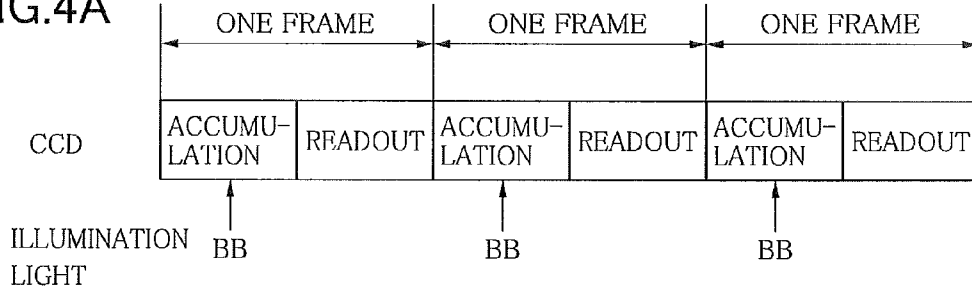 FIG.4A
ONE FRAME ONE FRAME ONE FRAME
CCD
ACCUMU-
LATION
READOUT
ACCUMU-
LATION
READOUT
ACCUMU-
LATION
READOUT
ILLUMINATION
LIGHT
BB BB BB